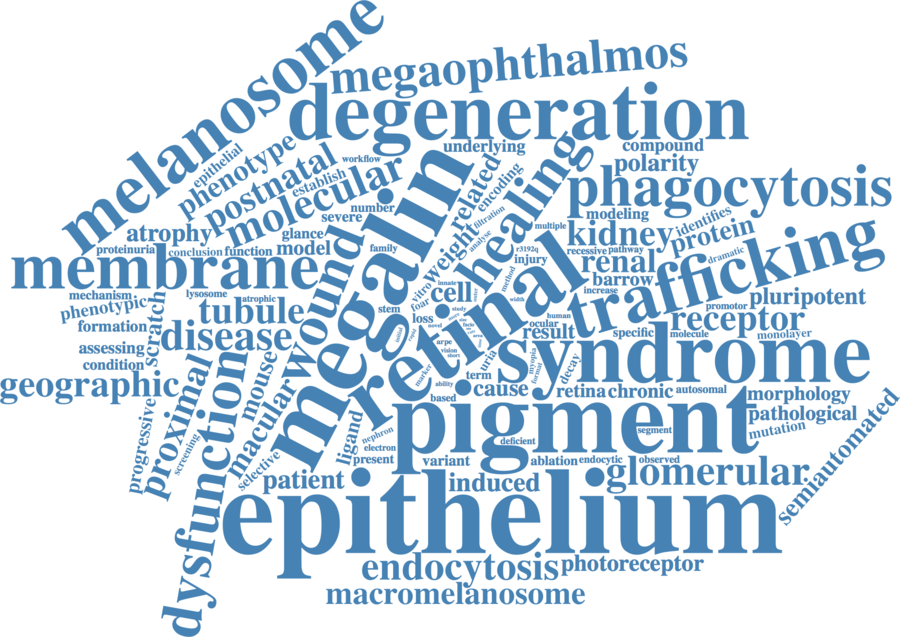 melanosome
megaophthalmos
degeneration
epithelial
phenotype
postnatal
workflow
establish
molecular
underlying
related
encoding
healing
compound
polarity
phagocytosis
number
severe
atrophy
glance
model
proteinuria
conclusion
function
family
filtration
analyse
weight
multiple
modeling
kidney
identifies
protein
r3192q
recessive
pathway
injury
renal
dramatic
trafficking
membrane
megalin
wound
vitro
foar
innate
cell
method
width
barrow
increase
mechanism
phenotypic
lysosome
atrophic
tubule
stem
loss
study
novel
human
ocular
result
promotor
pluripotent
receptor
specific
molecule
monolayer
formation
scratch
disease
assessing
condition
geographic
retinal
syndrome
arpe
vision
short
marker
ability
based
term
uria
cause
myopia
format
decay
retina
chronic
autosomal
morphology
pathological
mutation
proximal
dysfunction
mouse
macular
progressive
screening
selective
patient
ligand
nephron
electron
present
variant
pigment
deficient
segment
ablation
endocytic
observed
induced
glomerular
semiautomated
epithelium
endocytosis
photoreceptor
macromelanosome